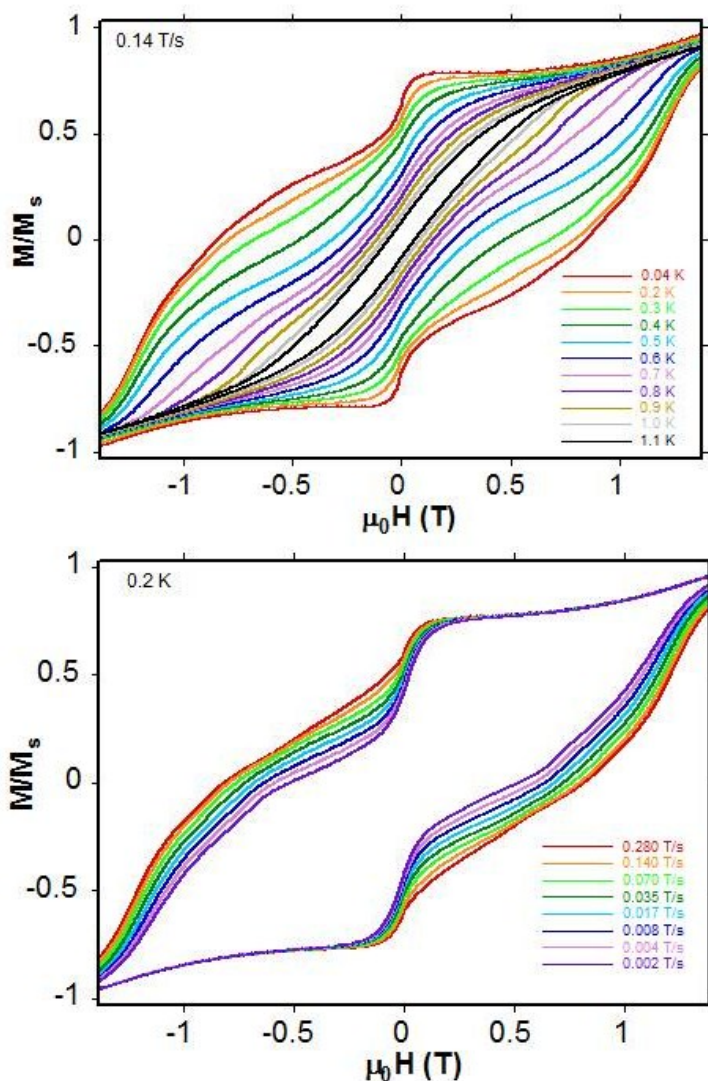 1
0.14 T/s
0.5
M/Ms
0
-0.5
-1
0.04 K
0.2 K
0.3 K
0.4 K
0.5 K
0.6 K
0.7 K
0.8 K
0.9 K
1.0 K
1.1 K
-1 -0.5 0 0.5 1
μ₀H (T)
1
0.2 K
0.5
M/Ms
0
-0.5
-1
0.280 T/s
0.140 T/s
0.070 T/s
0.035 T/s
0.017 T/s
0.008 T/s
0.004 T/s
0.002 T/s
-1 -0.5 0 0.5 1
μ₀H (T)